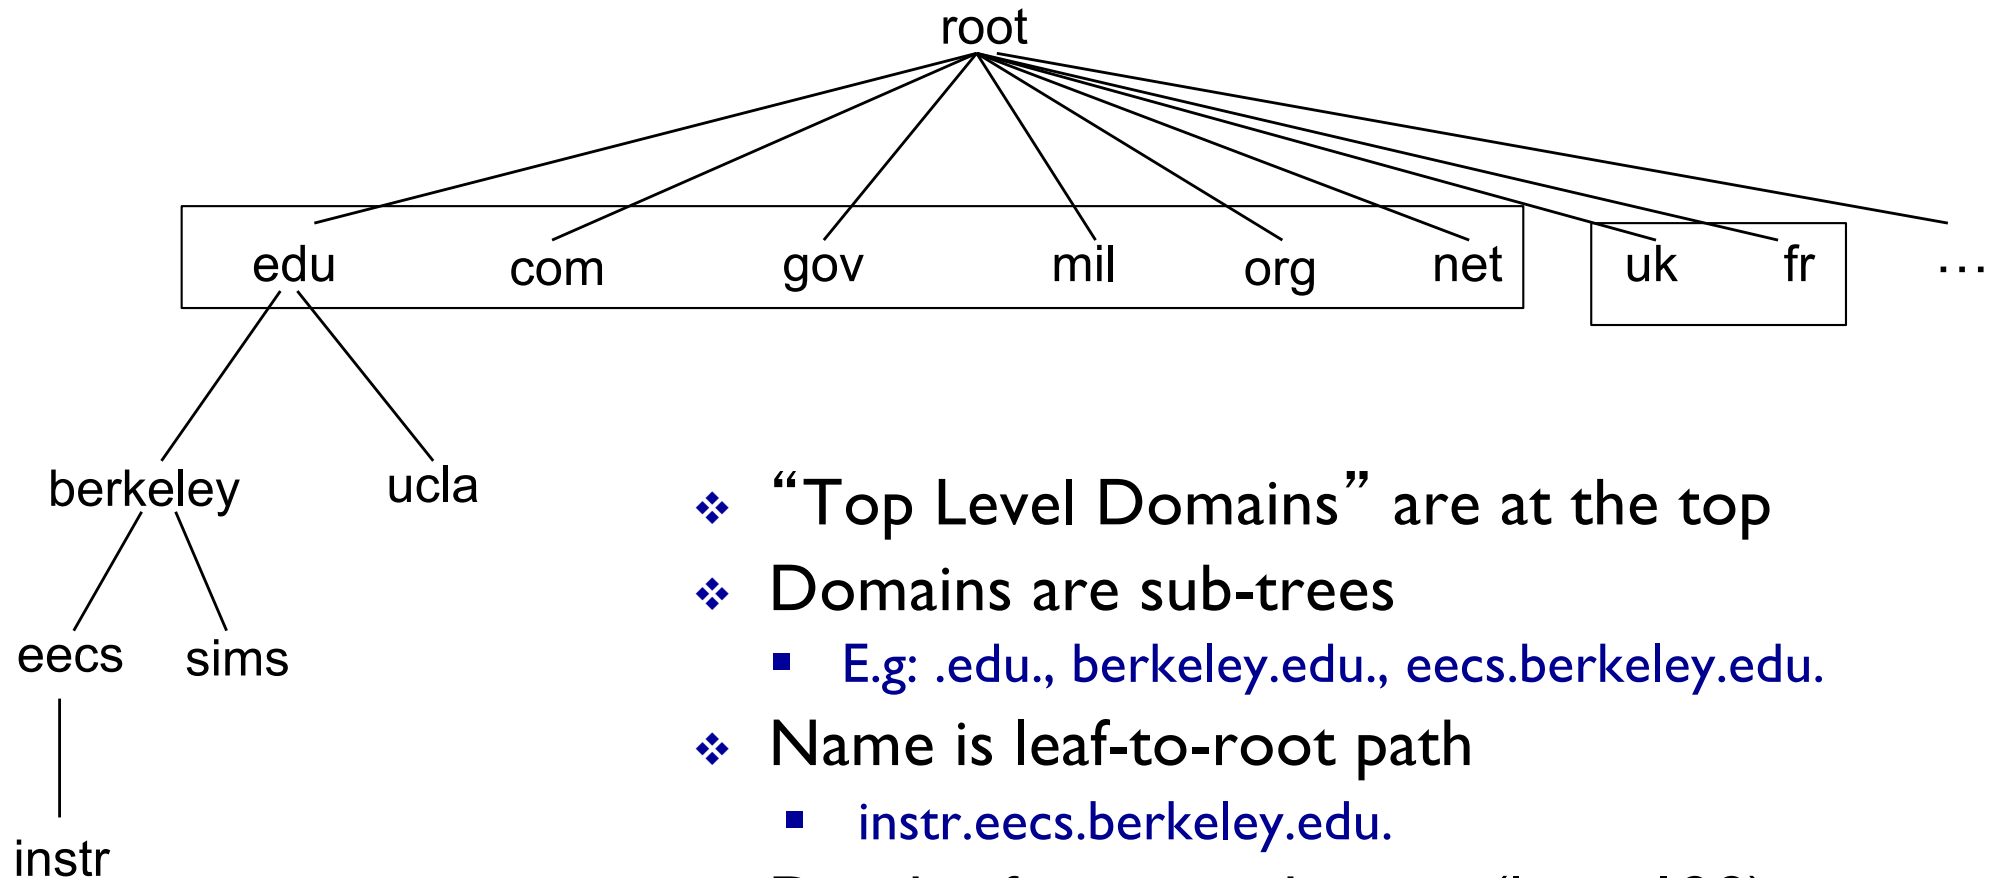 root
edu com gov mil org net uk fr …
berkeley ucla
eecs sims
instr
“Top Level Domains” are at the top
Domains are sub-trees
E.g: .edu., berkeley.edu., eecs.berkeley.edu.
Name is leaf-to-root path
instr.eecs.berkeley.edu.